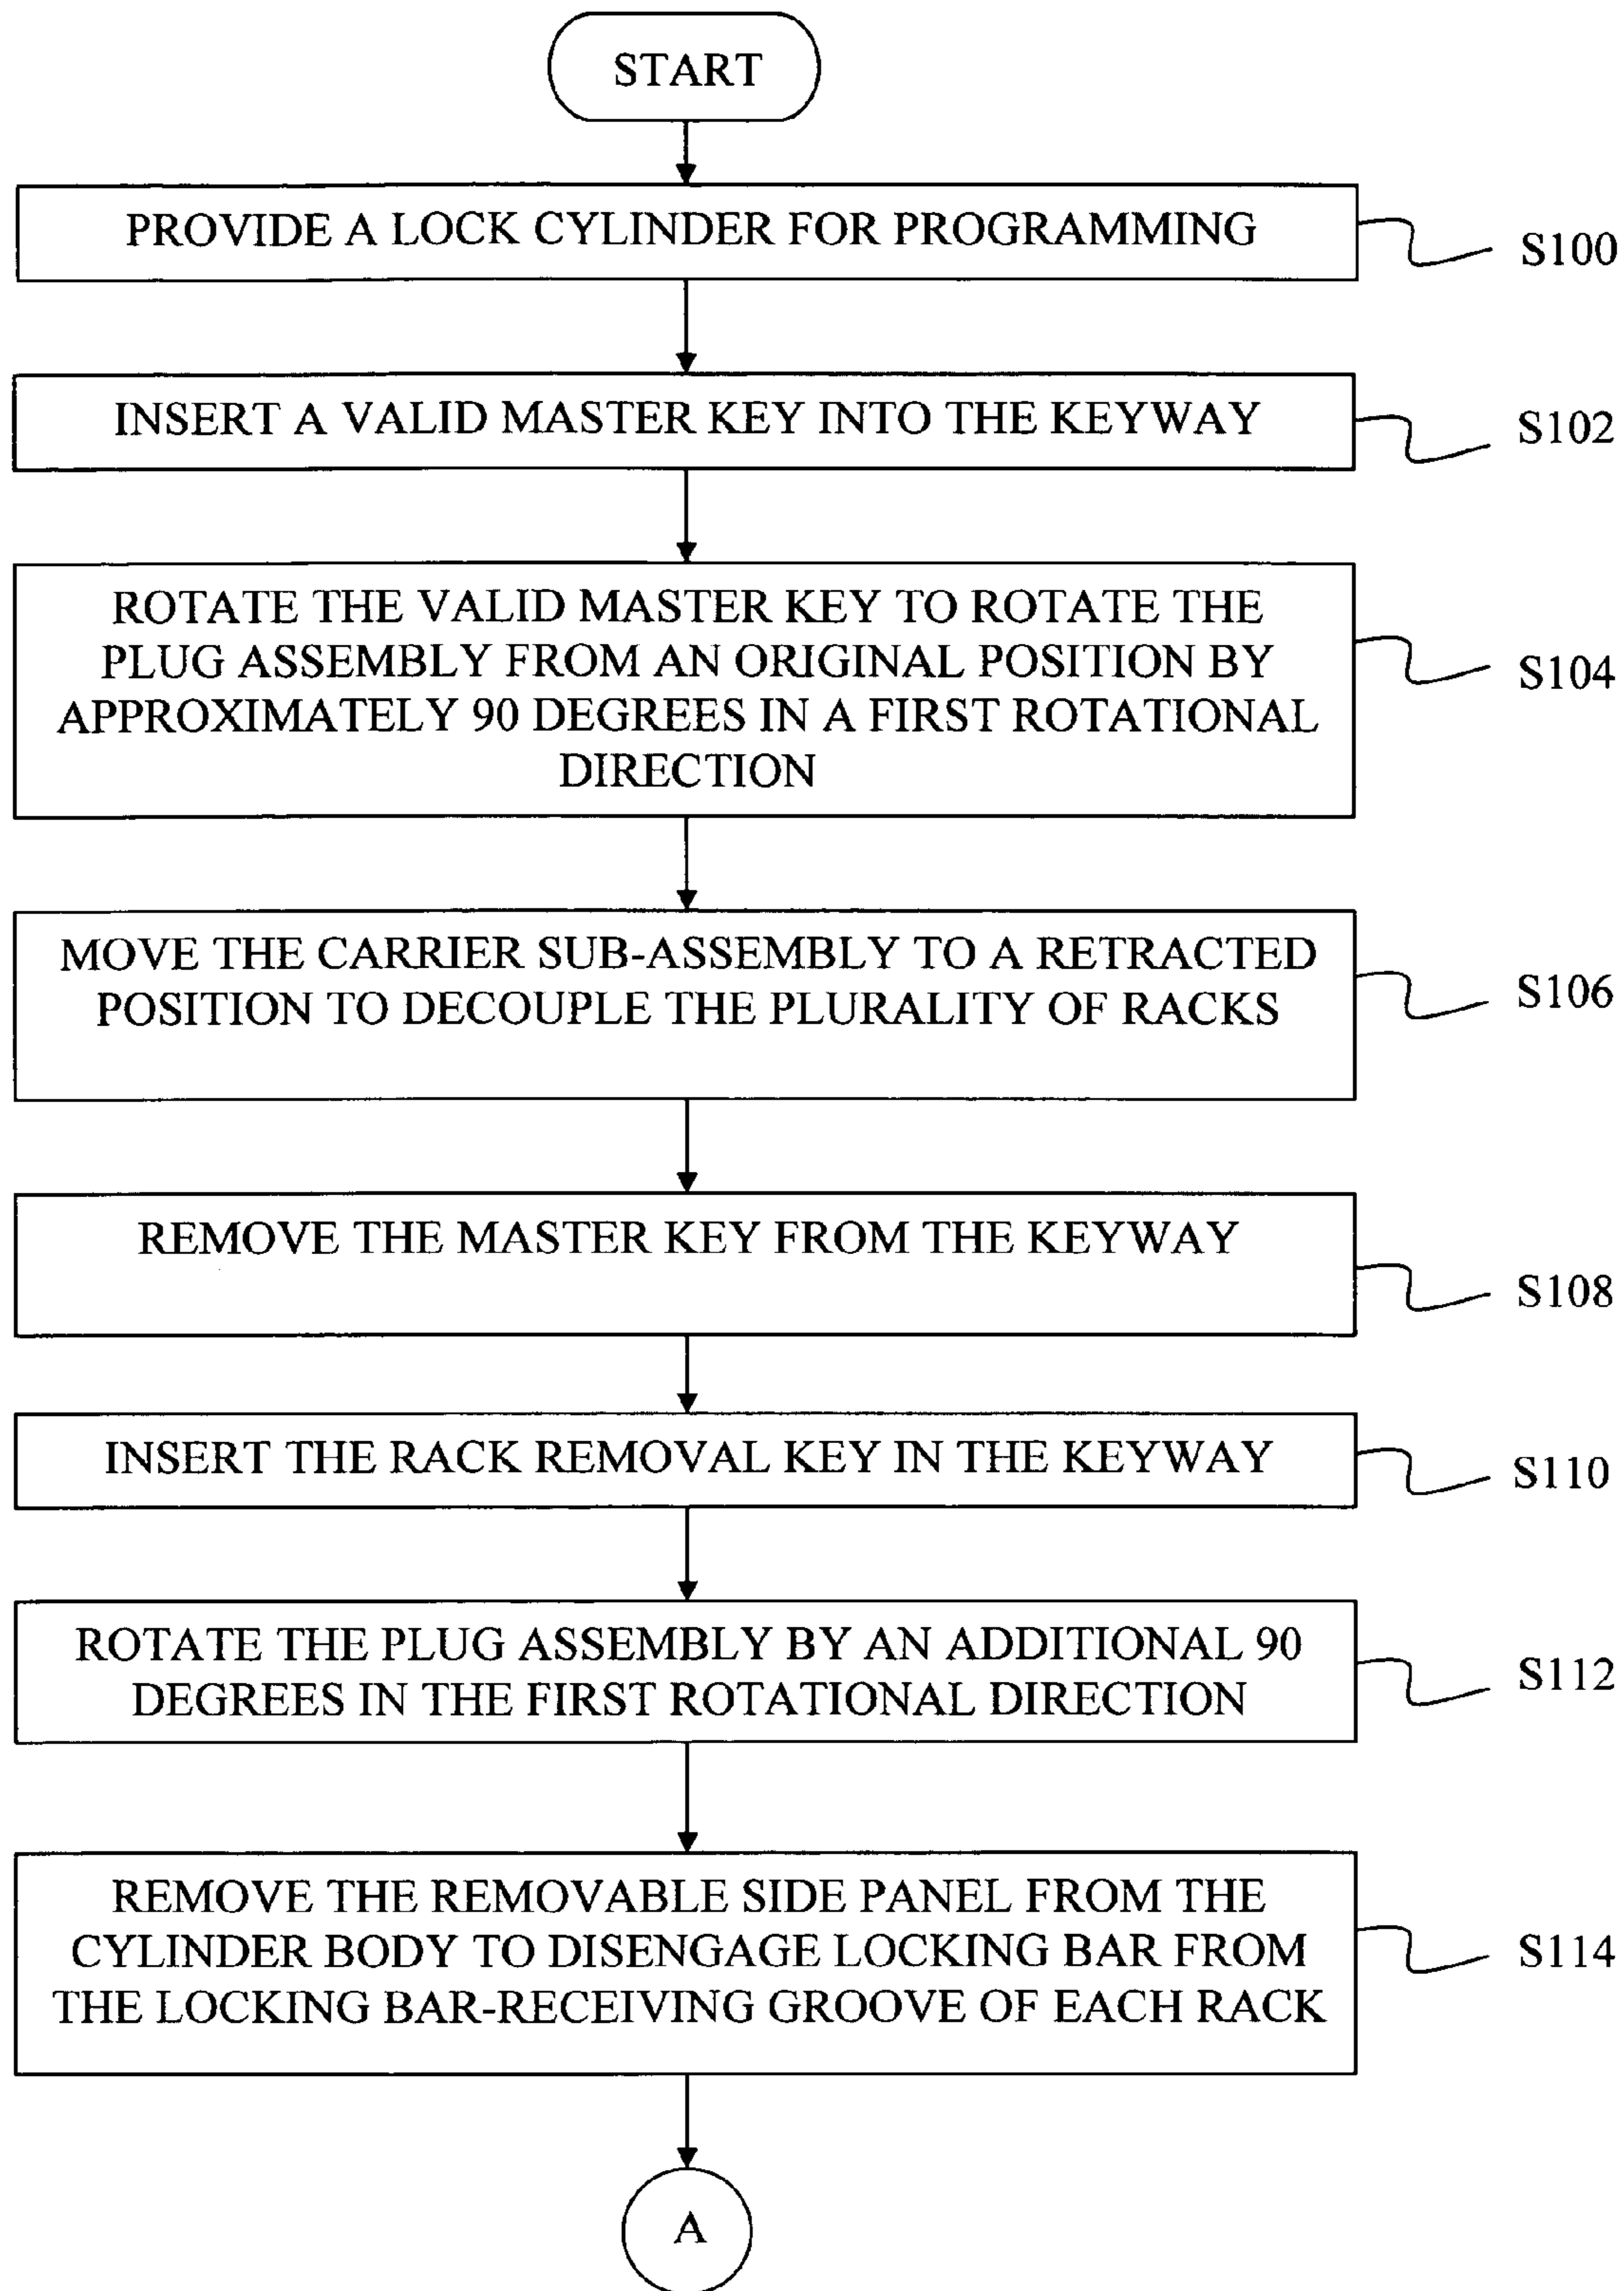 START
PROVIDE A LOCK CYLINDER FOR PROGRAMMING
S100
INSERT A VALID MASTER KEY INTO THE KEYWAY
S102
ROTATE THE VALID MASTER KEY TO ROTATE THE
PLUG ASSEMBLY FROM AN ORIGINAL POSITION BY
APPROXIMATELY 90 DEGREES IN A FIRST ROTATIONAL
DIRECTION
S104
MOVE THE CARRIER SUB-ASSEMBLY TO A RETRACTED
POSITION TO DECOUPLE THE PLURALITY OF RACKS
S106
REMOVE THE MASTER KEY FROM THE KEYWAY
S108
INSERT THE RACK REMOVAL KEY IN THE KEYWAY
S110
ROTATE THE PLUG ASSEMBLY BY AN ADDITIONAL 90
DEGREES IN THE FIRST ROTATIONAL DIRECTION
S112
REMOVE THE REMOVABLE SIDE PANEL FROM THE
CYLINDER BODY TO DISENGAGE LOCKING BAR FROM
THE LOCKING BAR-RECEIVING GROOVE OF EACH RACK
S114
A